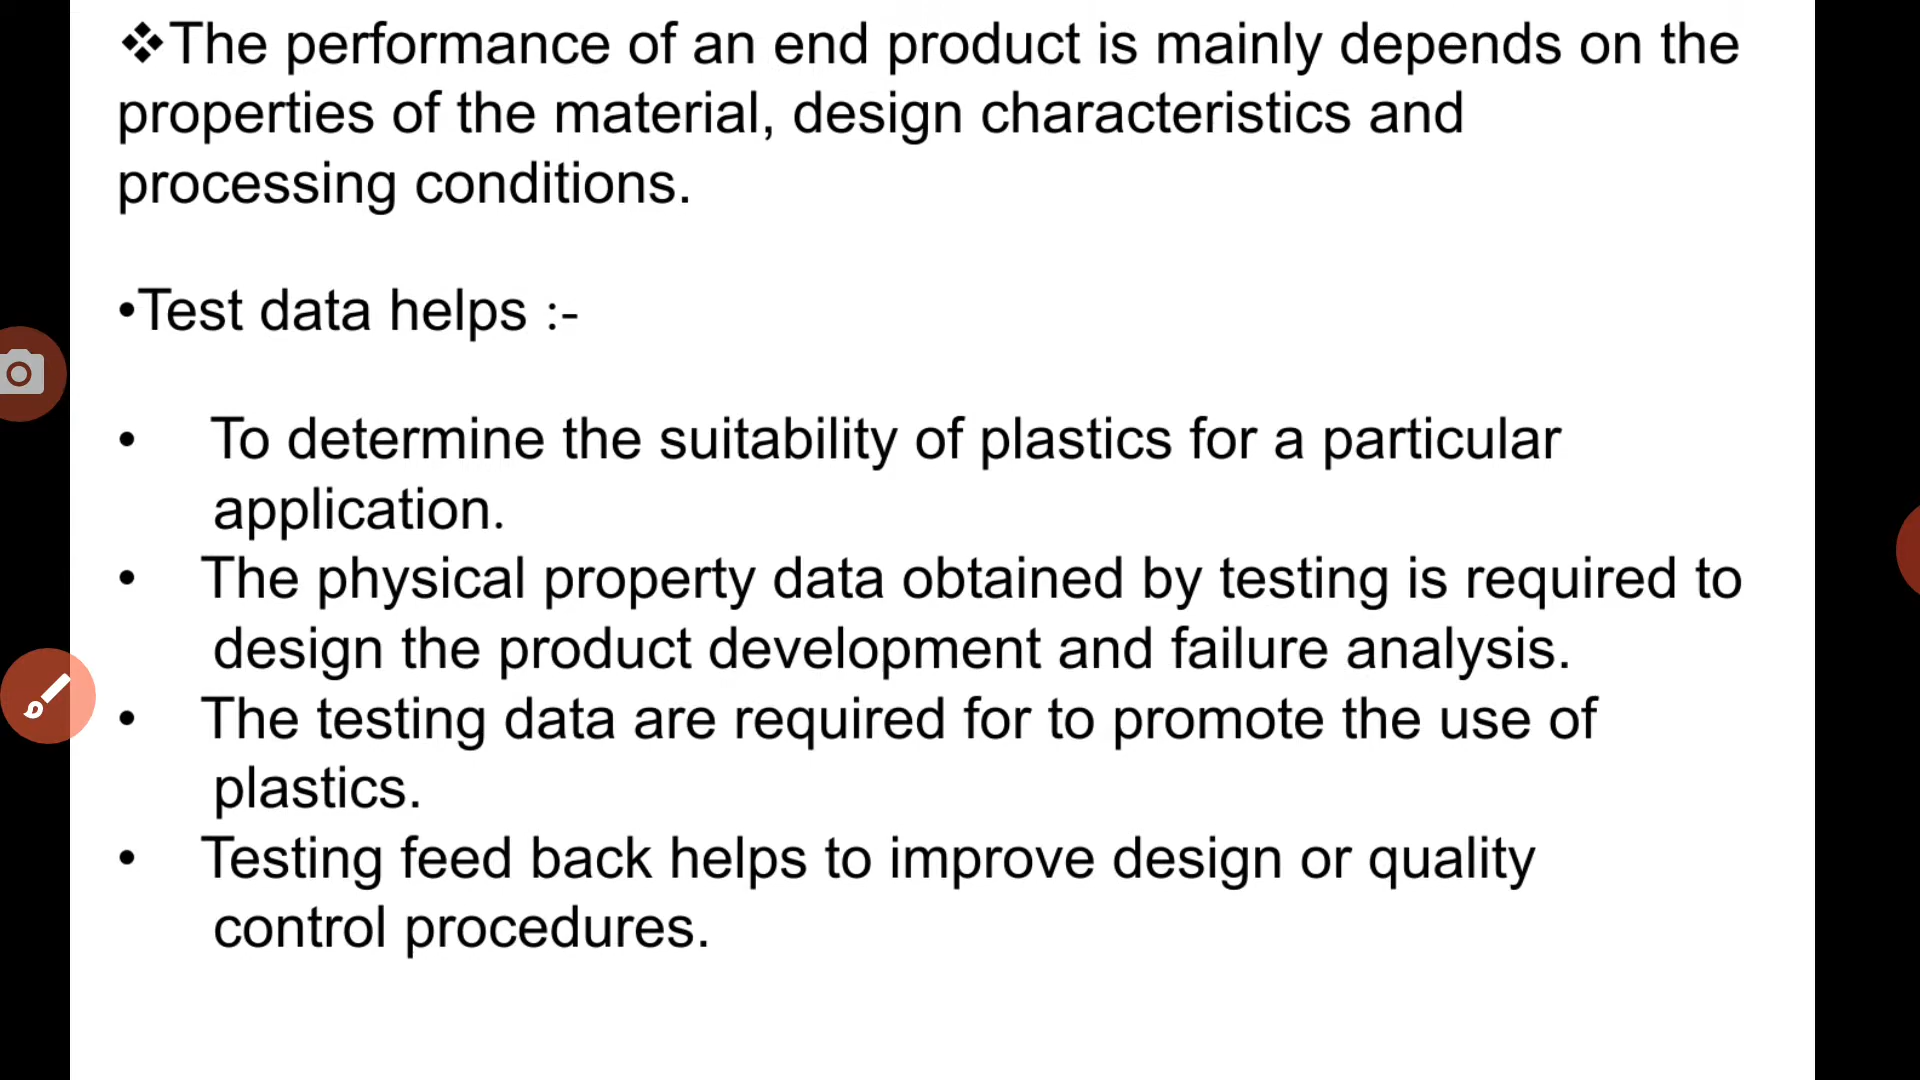 ❖The performance of an end product is mainly depends on the
properties of the material, design characteristics and
processing conditions.
•Test data helps :-
• To determine the suitability of plastics for a particular
application.
• The physical property data obtained by testing is required to
design the product development and failure analysis.
• The testing data are required for to promote the use of
plastics.
• Testing feed back helps to improve design or quality
control procedures.